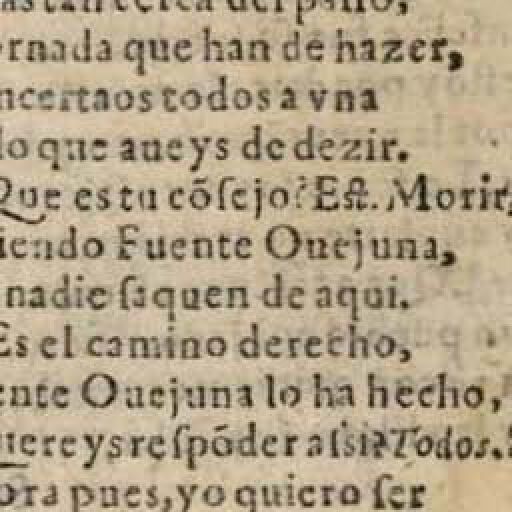 del pasio,
rnada que han de hazer,
ncertaos todos a vna
lo que aueys de dezir.
Que es tu cõſejo? Eſt. Morir,
iendo Fuente Ouejuna,
nadie ſaquen de aqui.
Es el camino derecho,
ente Ouejuna lo ha hecho,
uereys reſpõder aſsi? Todos.
ora pues, yo quiero ſer